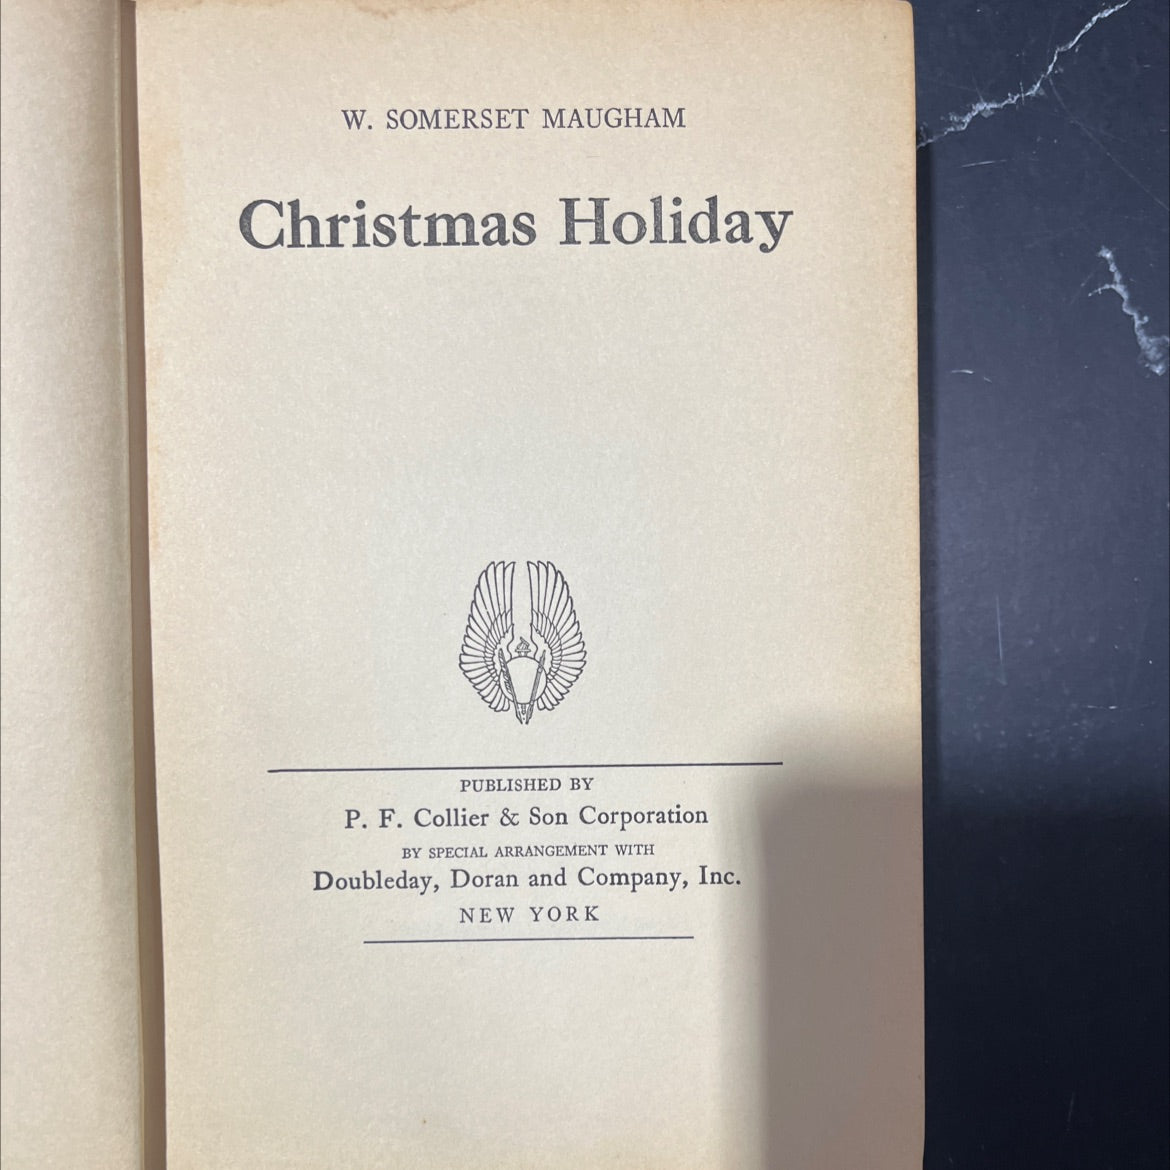 W. SOMERSET MAUGHAM
Christmas Holiday
PUBLISHED BY
P. F. Collier & Son Corporation
BY SPECIAL ARRANGEMENT WITH
Doubleday, Doran and Company, Inc.
NEW YORK